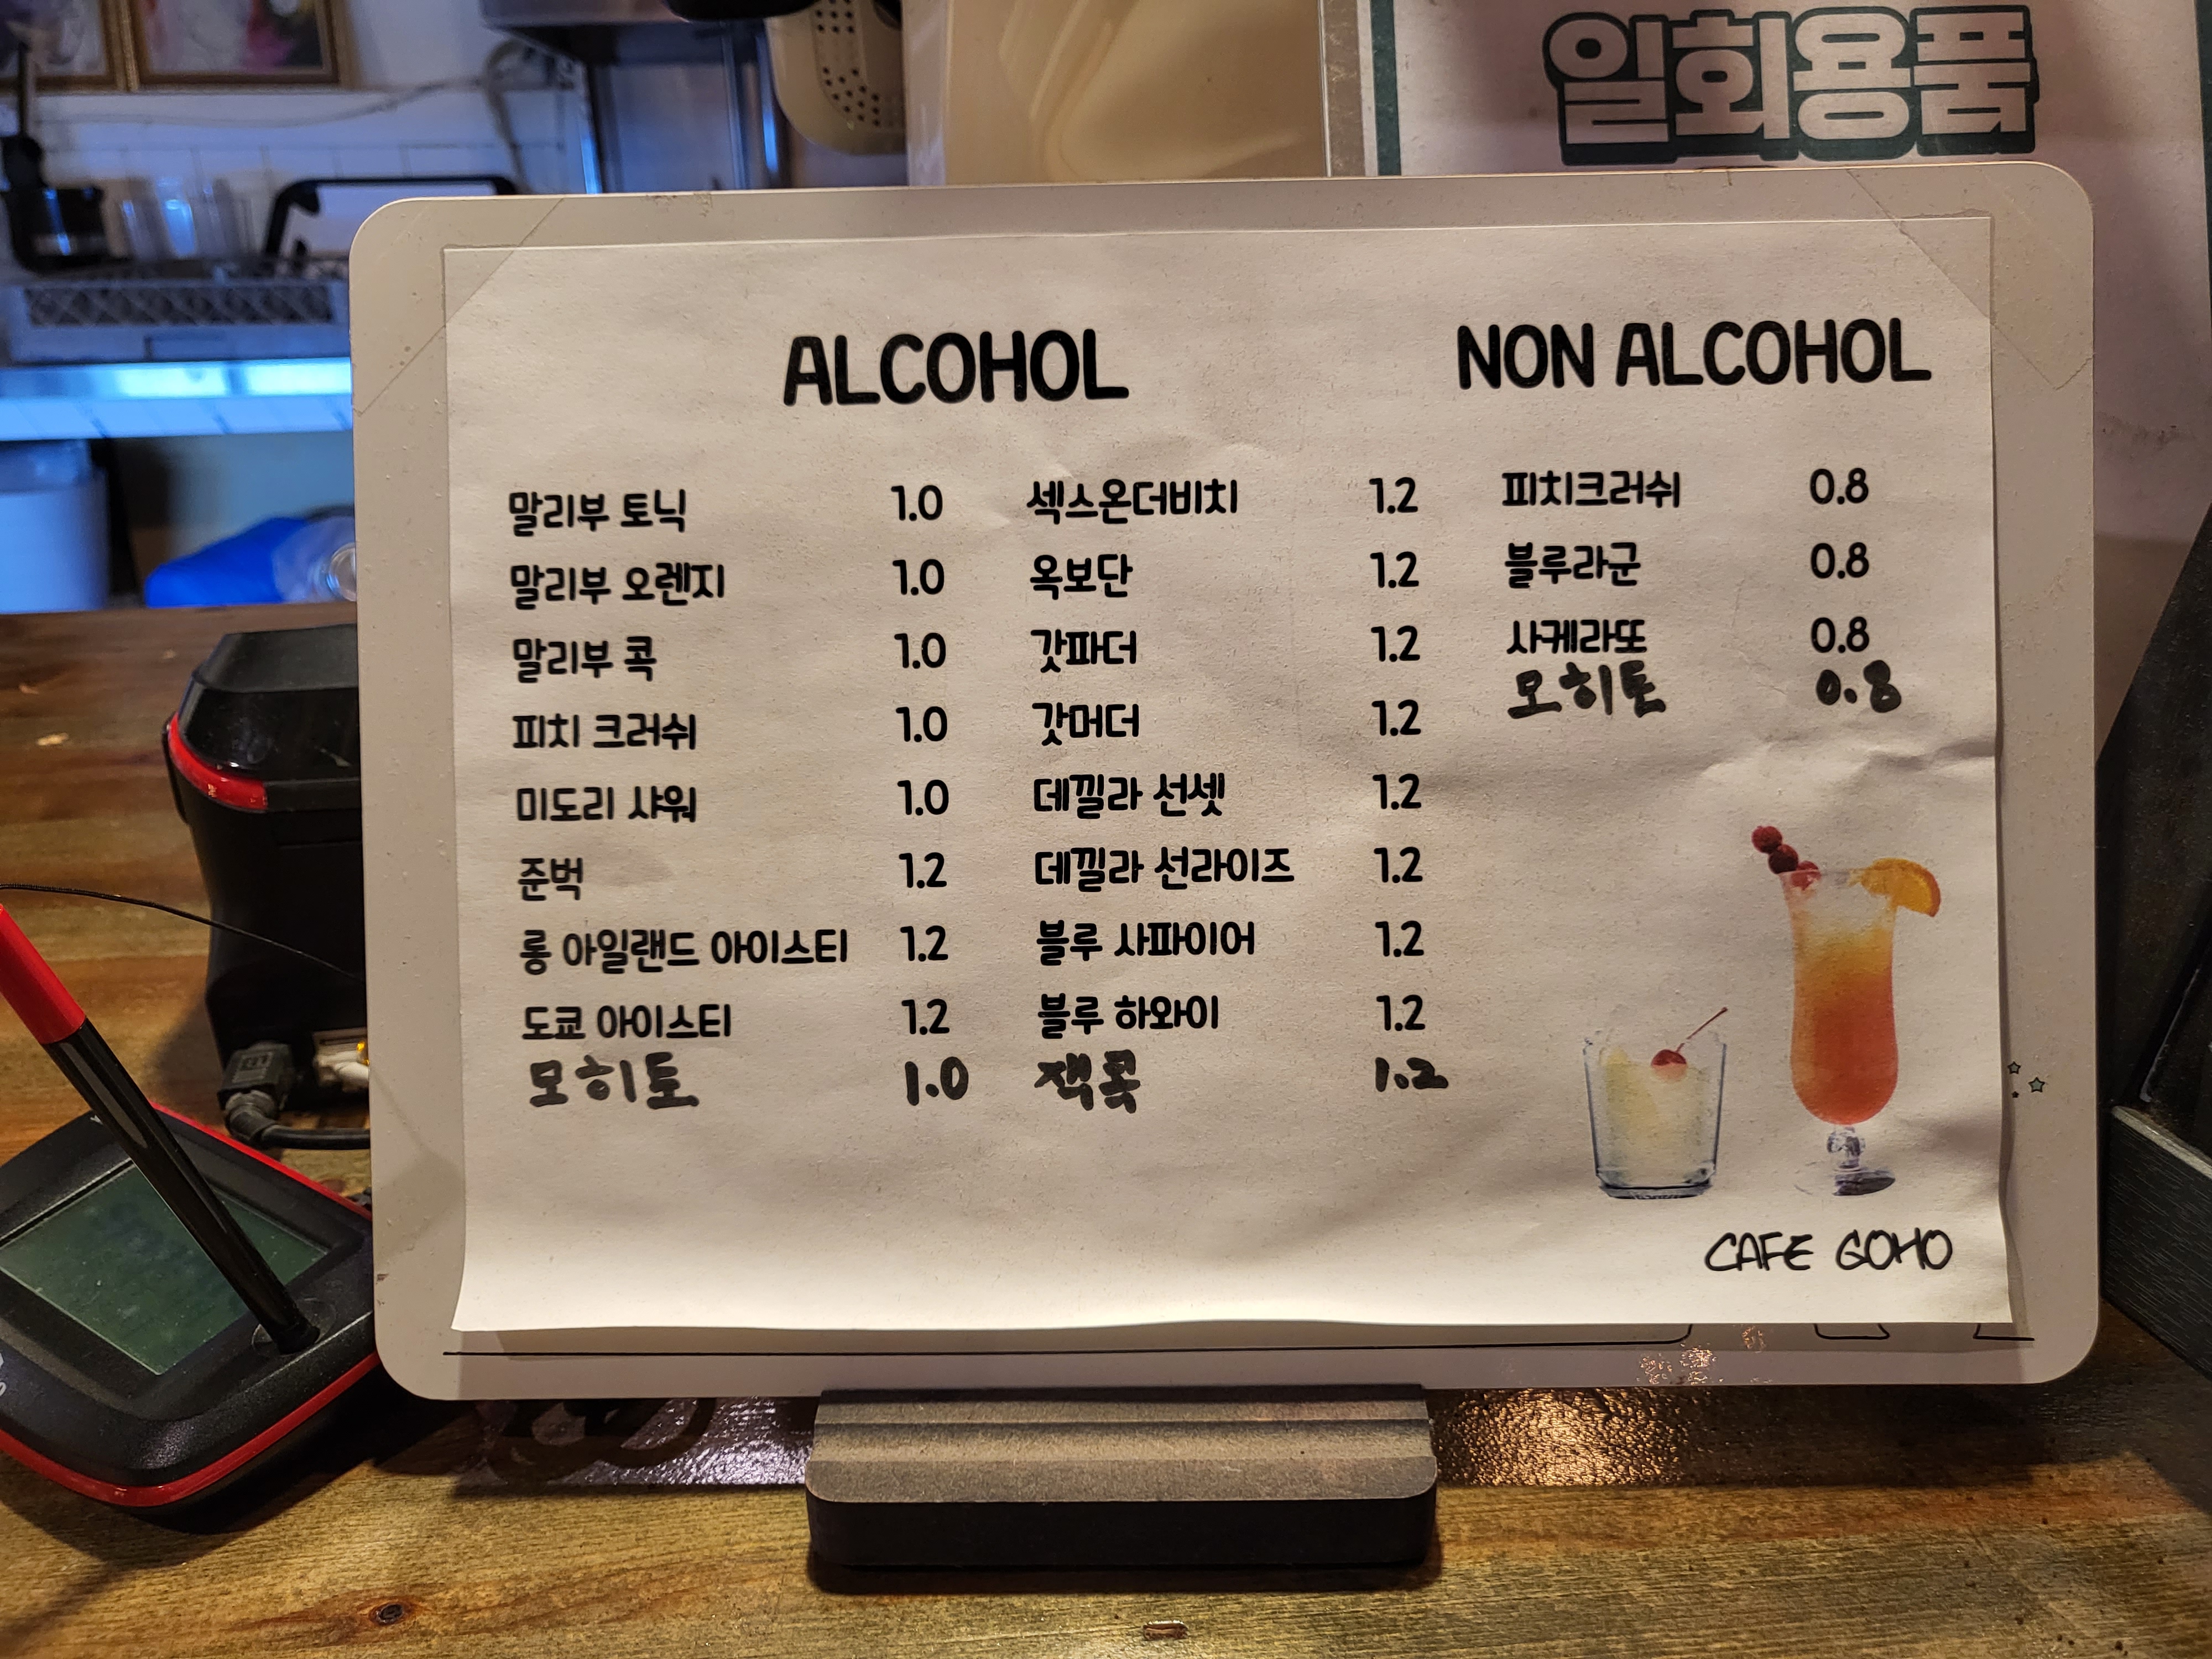 일회용품
ALCOHOL
말리부 토닉 1.0
말리부 오렌지 1.0
말리부 콕 1.0
피치 크러쉬 1.0
미도리 샤워 1.0
준벅 1.2
롱 아일랜드 아이스티 1.2
도쿄 아이스티 1.2
모히토 1.0
섹스온더비치 1.2
옥보단 1.2
갓파더 1.2
갓머더 1.2
데낄라 선셋 1.2
데낄라 선라이즈 1.2
블루 사파이어 1.2
블루 하와이 1.2
잭콕 1.2
NON ALCOHOL
피치크러쉬 0.8
블루라군 0.8
사케라또 0.8
모히토 0.8
CAFE GOHO